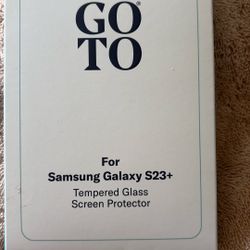 GO®
TO
For
Samsung Galaxy S23+
Tempered Glass
Screen Protector